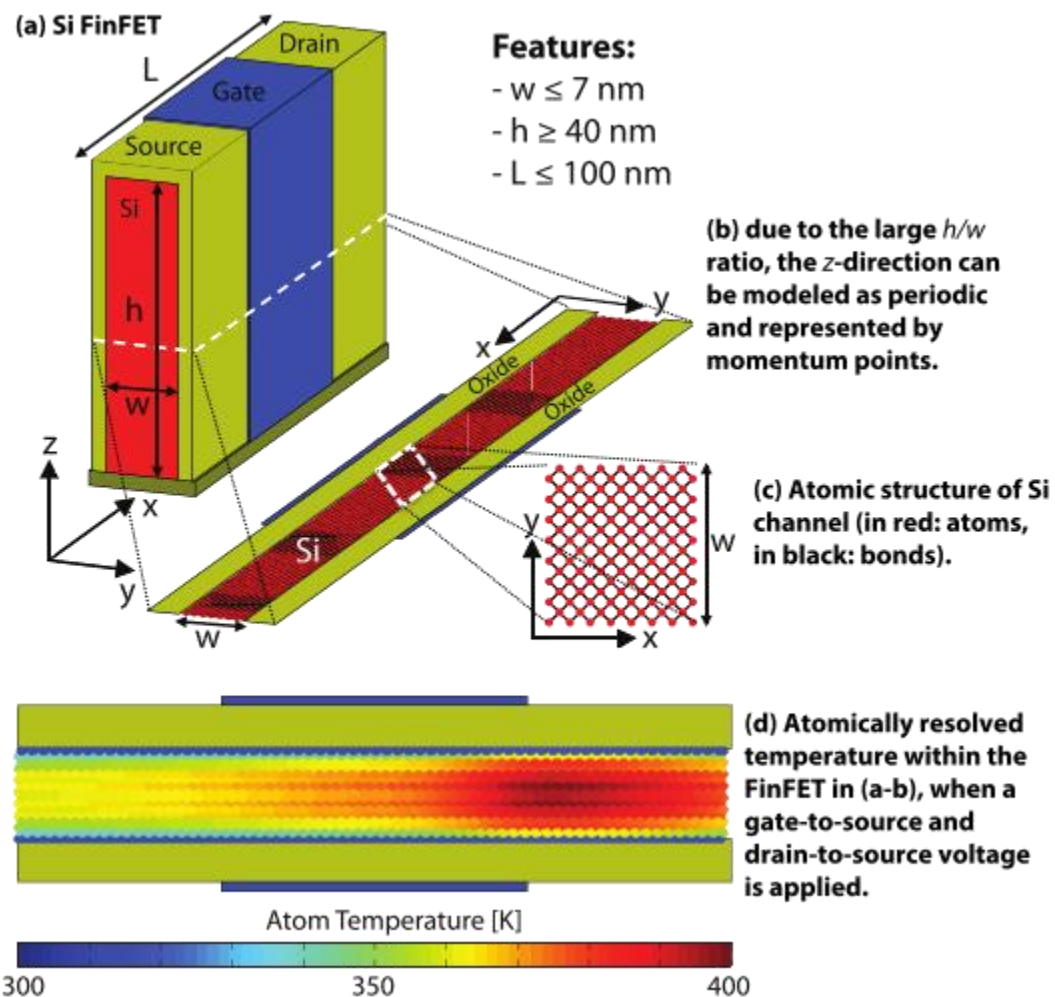 (a) Si FinFET
Drain
L
Gate
Source
Si
h
w
z
x
y
Features:
- w ≤ 7 nm
- h ≥ 40 nm
- L ≤ 100 nm
(b) due to the large h/w
ratio, the z-direction can
be modeled as periodic
and represented by
momentum points.
y
x
Oxide
Oxide
Si
w
(c) Atomic structure of Si
channel (in red: atoms,
in black: bonds).
y
w
x
(d) Atomically resolved
temperature within the
FinFET in (a-b), when a
gate-to-source and
drain-to-source voltage
is applied.
Atom Temperature [K]
300 350 400